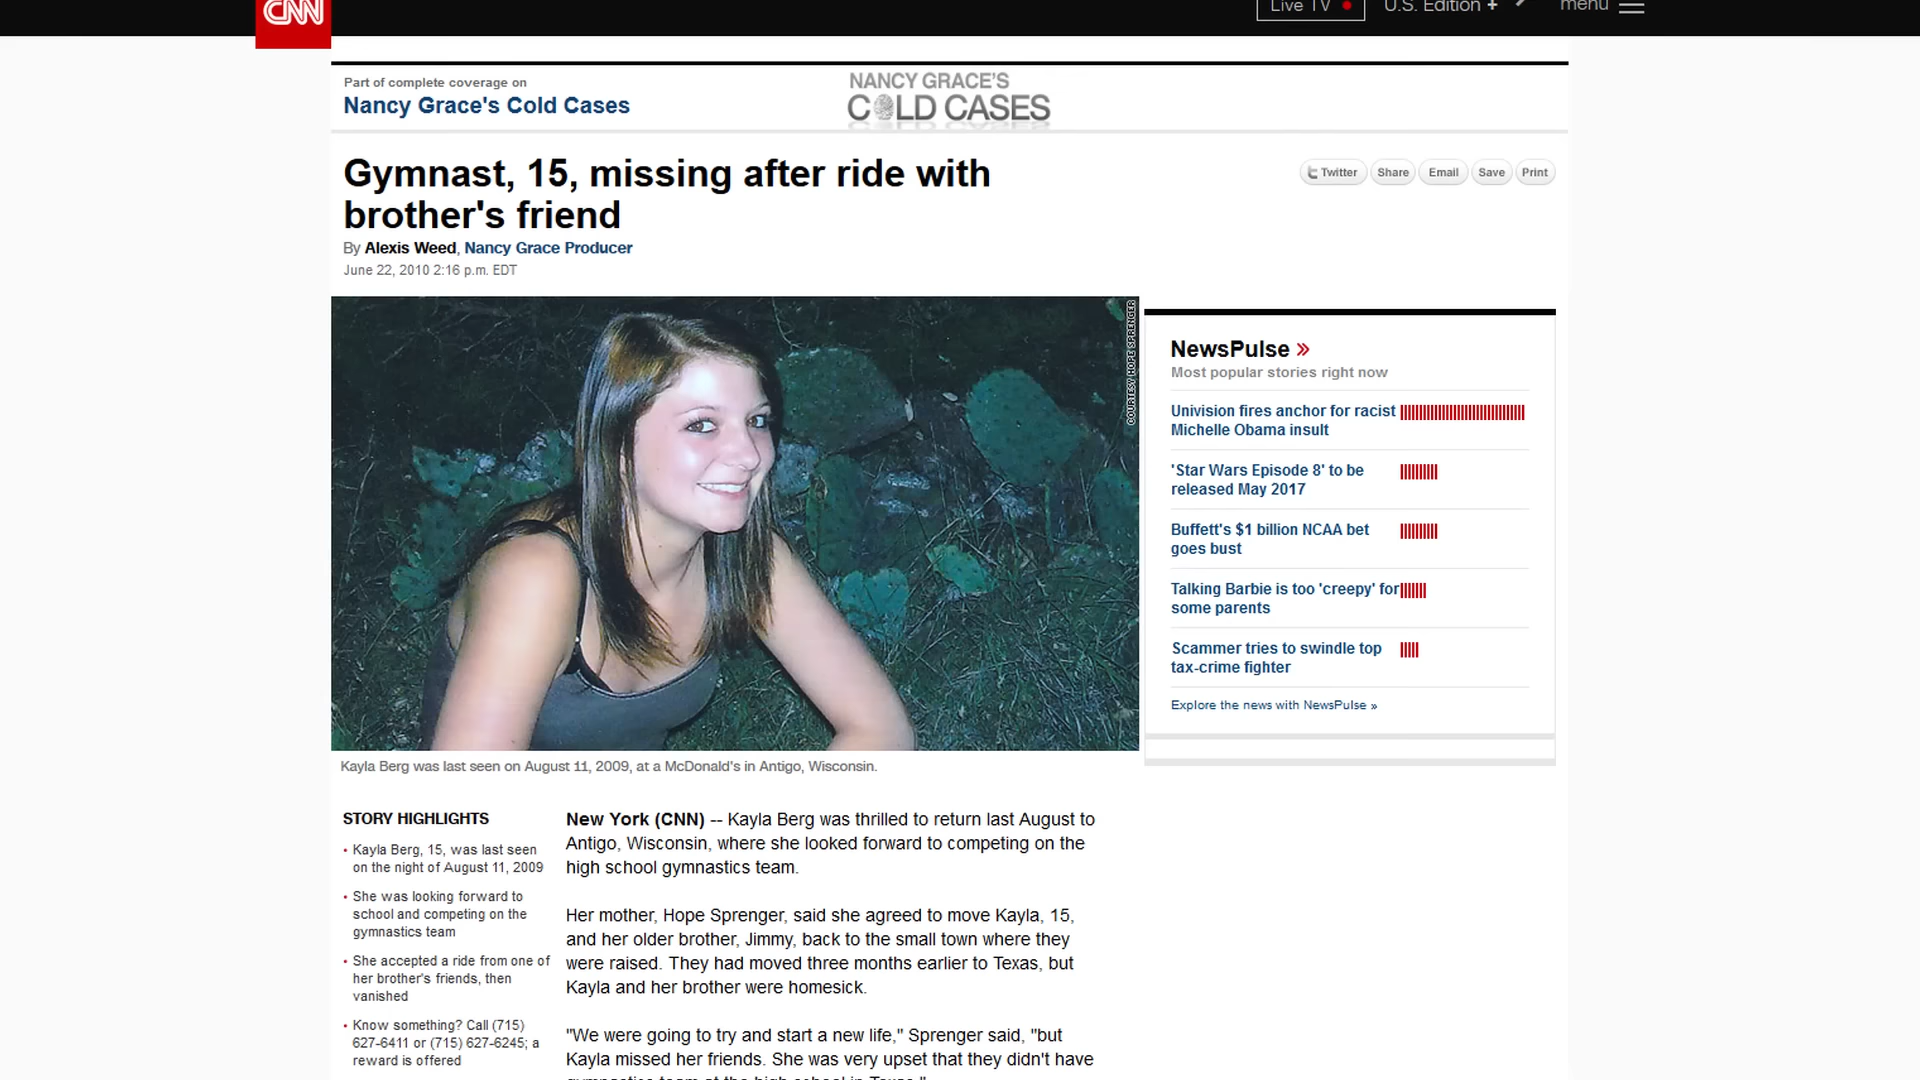 CNN
Live TV
U.S. Edition +
menu
Part of complete coverage on
Nancy Grace's Cold Cases
NANCY GRACE'S
COLD CASES
Gymnast, 15, missing after ride with
brother's friend
Twitter
Share
Email
Save
Print
By Alexis Weed, Nancy Grace Producer
June 22, 2010 2:16 p.m. EDT
COURTESY HOPE SPRENGER
Kayla Berg was last seen on August 11, 2009, at a McDonald's in Antigo, Wisconsin.
NewsPulse »
Most popular stories right now
Univision fires anchor for racist
Michelle Obama insult
'Star Wars Episode 8' to be
released May 2017
Buffett's $1 billion NCAA bet
goes bust
Talking Barbie is too 'creepy' for
some parents
Scammer tries to swindle top
tax-crime fighter
Explore the news with NewsPulse »
STORY HIGHLIGHTS
• Kayla Berg, 15, was last seen
on the night of August 11, 2009
• She was looking forward to
school and competing on the
gymnastics team
• She accepted a ride from one of
her brother's friends, then
vanished
• Know something? Call (715)
627-6411 or (715) 627-6245; a
reward is offered
New York (CNN) -- Kayla Berg was thrilled to return last August to
Antigo, Wisconsin, where she looked forward to competing on the
high school gymnastics team.
Her mother, Hope Sprenger, said she agreed to move Kayla, 15,
and her older brother, Jimmy, back to the small town where they
were raised. They had moved three months earlier to Texas, but
Kayla and her brother were homesick.
"We were going to try and start a new life," Sprenger said, "but
Kayla missed her friends. She was very upset that they didn't have
gymnastics team at the high school in Texas."